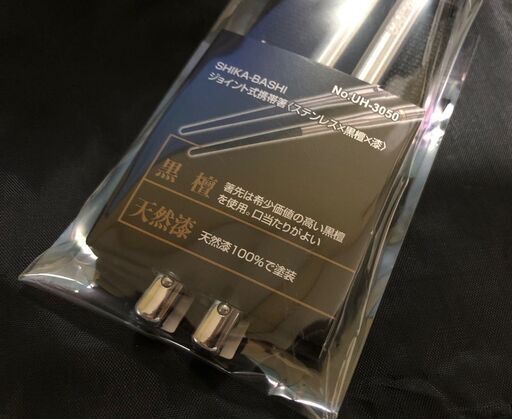 SHIKA-BASHI
No.UH-3050
ジョイント式携帯箸〈ステンレス×黒檀×漆〉
黒檀
箸先は希少価値の高い黒檀
を使用。口当たりがよい
天然漆
天然漆100%で塗装